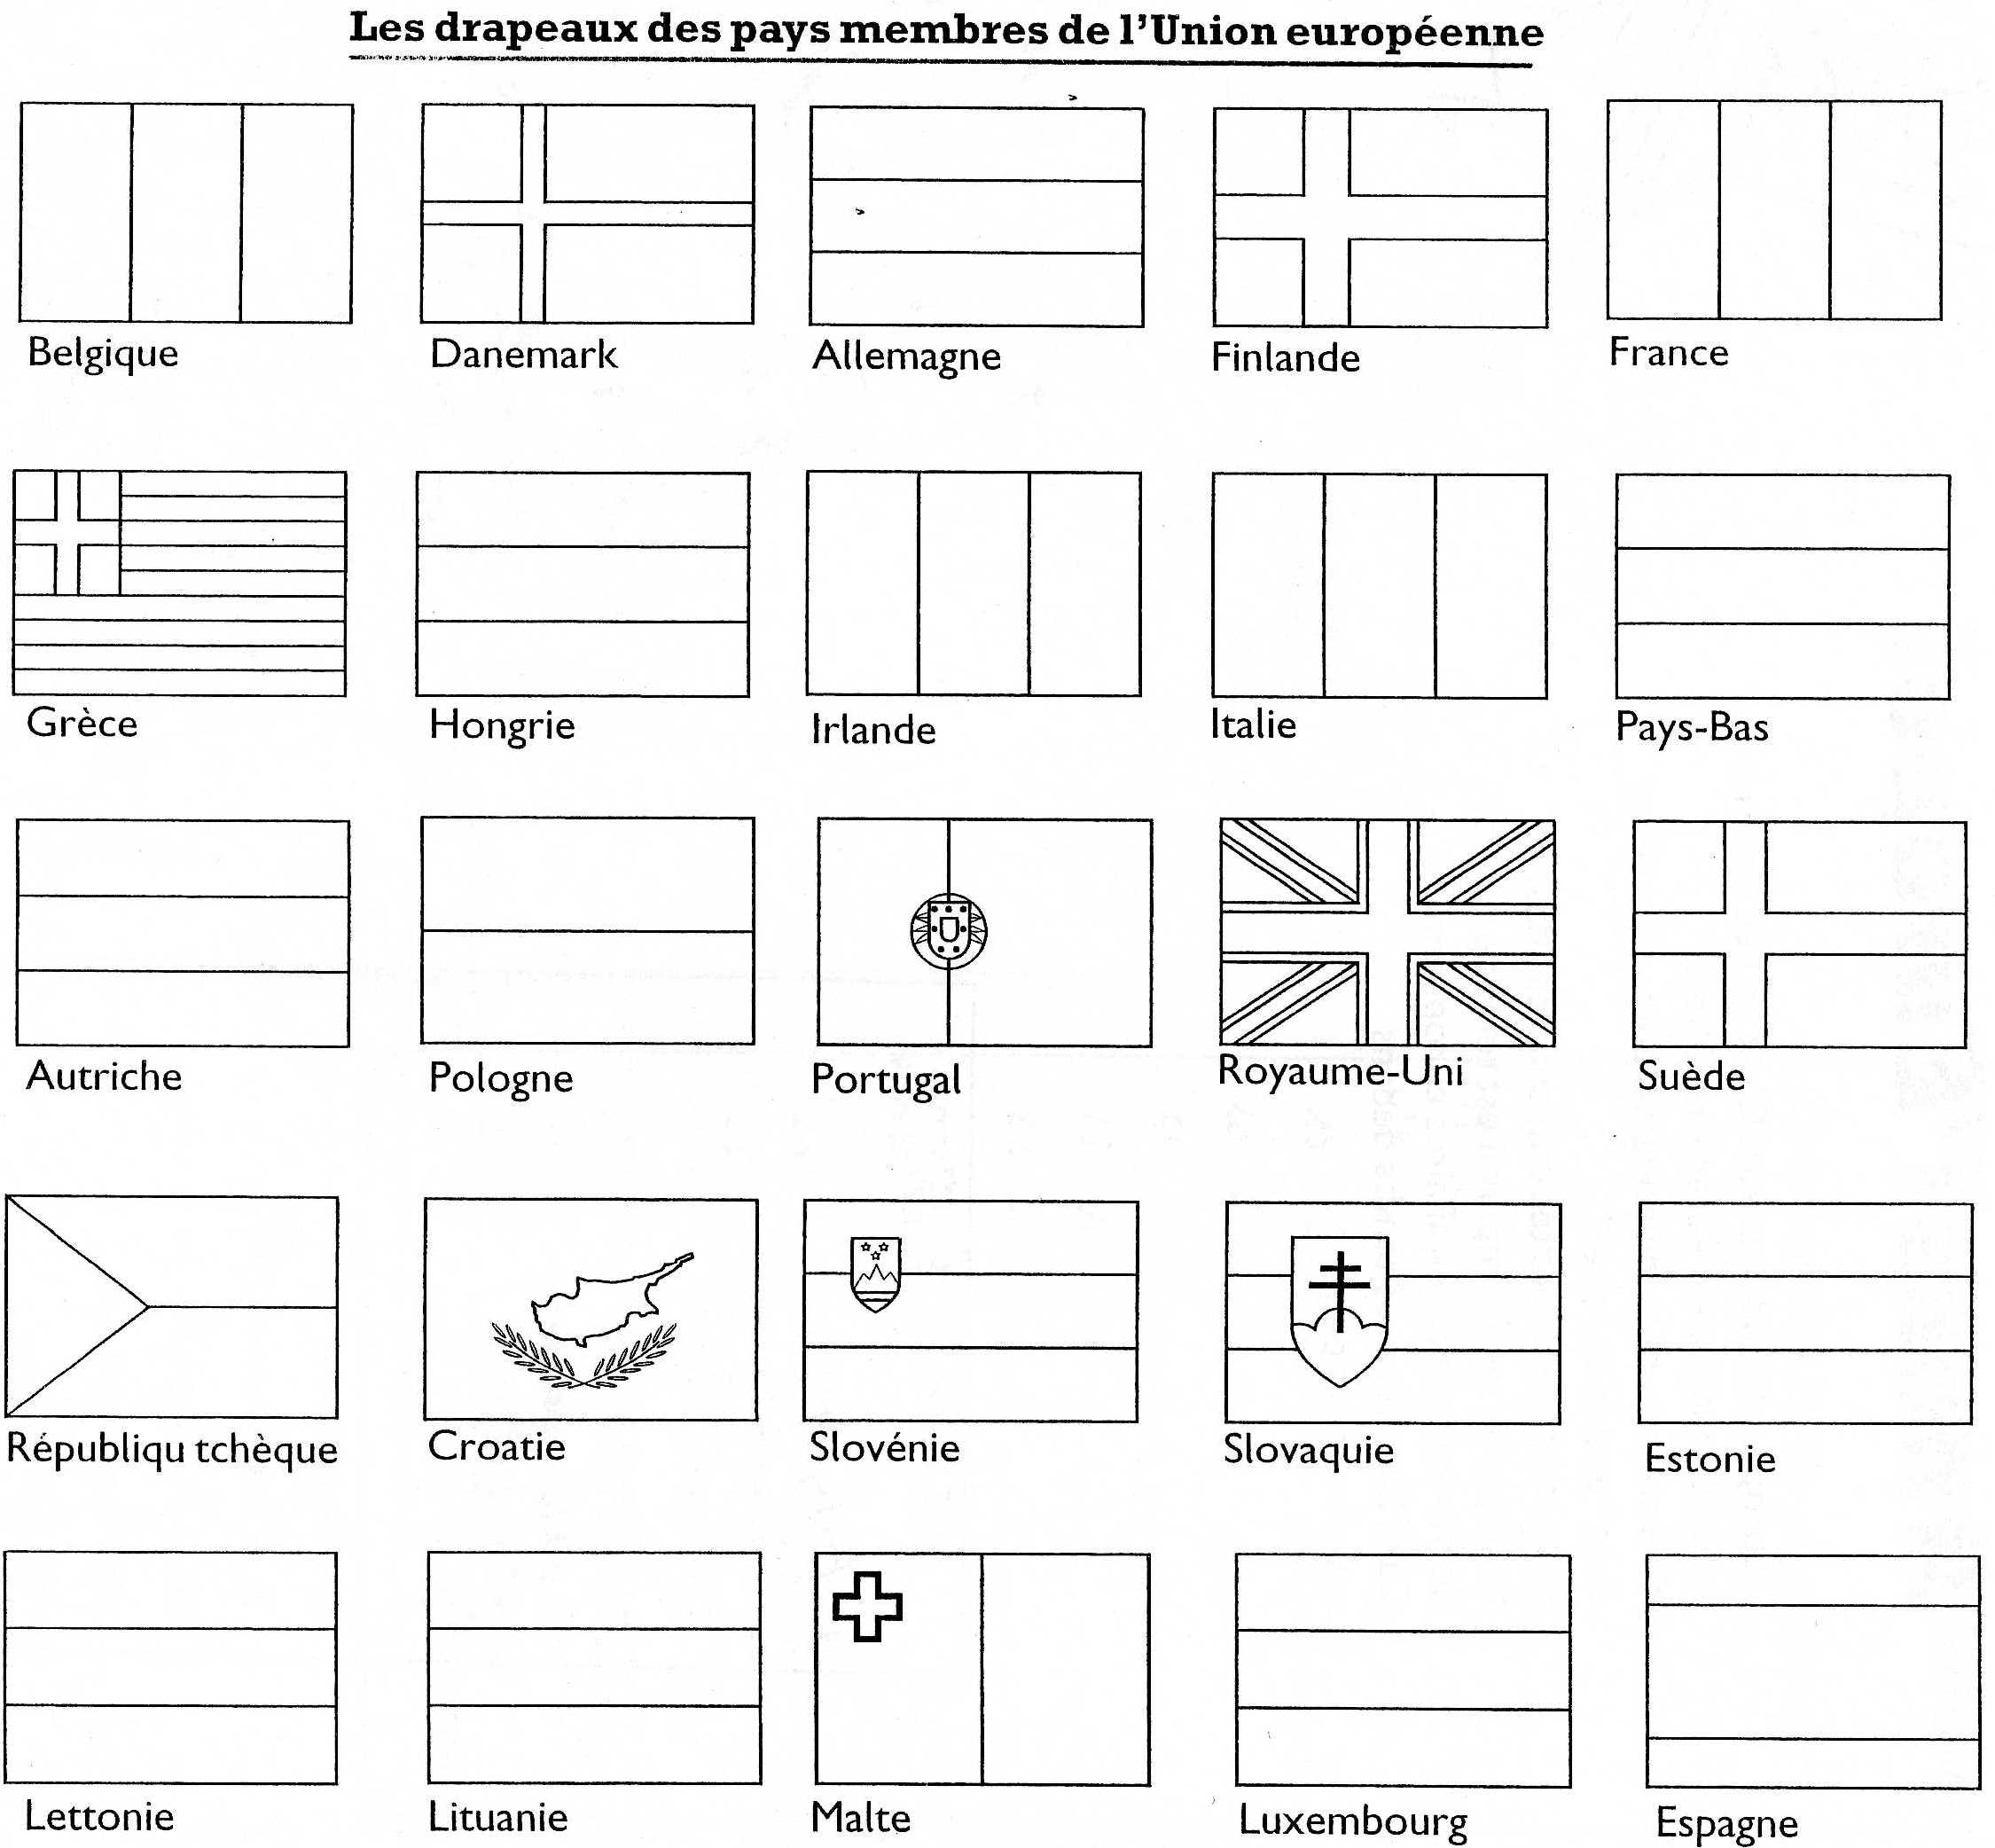 Les drapeaux des pays membres de l'Union européenne
Belgique
Danemark
Allemagne
Finlande
France
Grèce
Hongrie
Irlande
Italie
Pays-Bas
Autriche
Pologne
Portugal
Royaume-Uni
Suède
Républiqu tchèque
Croatie
Slovénie
Slovaquie
Estonie
Lettonie
Lituanie
Malte
Luxembourg
Espagne